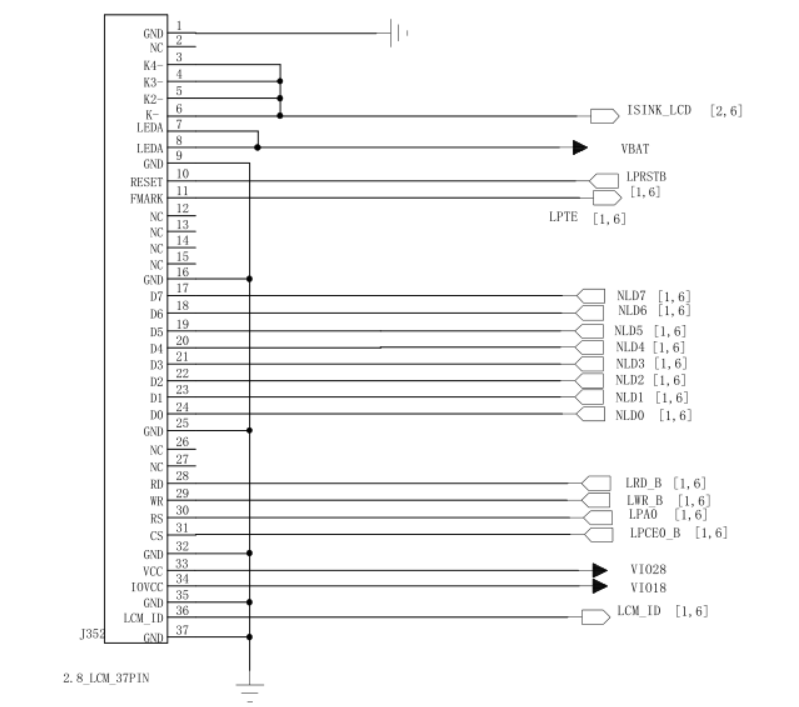 GND 1
NC 2
K4- 3
K3- 4
K2- 5
K- 6 ISINK_LCD [2,6]
LEDA 7
LEDA 8 VBAT
GND 9
RESET 10 LPRSTB
FMARK 11 [1,6]
LPTE [1,6]
NC 12
NC 13
NC 14
NC 15
GND 16
D7 17 NLD7 [1,6]
D6 18 NLD6 [1,6]
D5 19 NLD5 [1,6]
D4 20 NLD4 [1,6]
D3 21 NLD3 [1,6]
D2 22 NLD2 [1,6]
D1 23 NLD1 [1,6]
D0 24 NLD0 [1,6]
GND 25
NC 26
NC 27
RD 28 LRD_B [1,6]
WR 29 LWR_B [1,6]
RS 30 LPA0 [1,6]
CS 31 LPCE0_B [1,6]
GND 32
VCC 33 VIO28
IOVCC 34 VIO18
GND 35
LCM_ID 36 LCM_ID [1,6]
J352 GND 37
2.8_LCM_37PIN